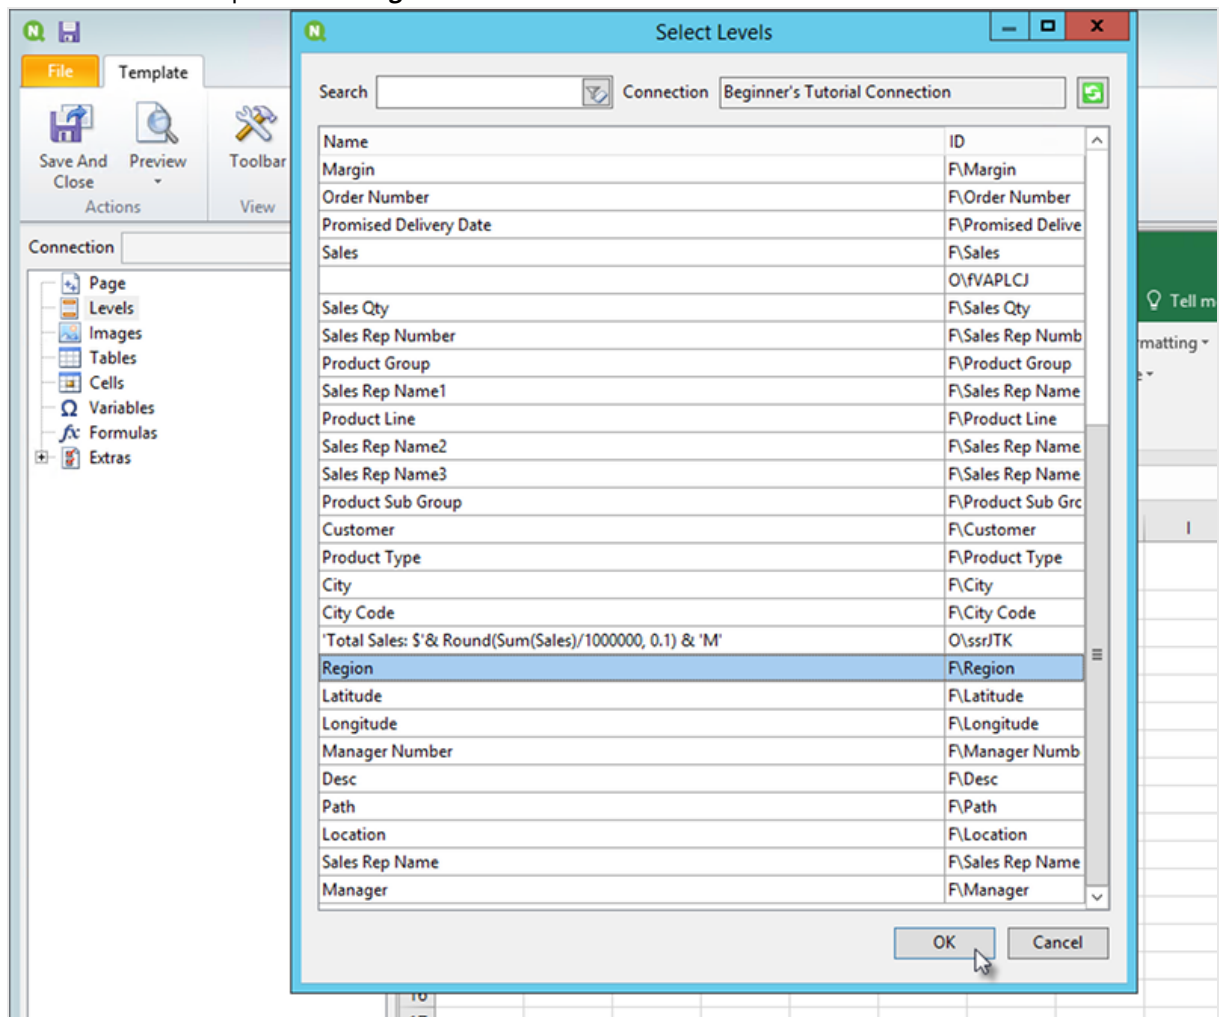 Select Levels
File Template
Search Connection Beginner's Tutorial Connection
Save And Close
Preview
Toolbar
Actions
View
Connection
Page
Levels
Images
Tables
Cells
Variables
Formulas
Extras
Name ID
Margin F\Margin
Order Number F\Order Number
Promised Delivery Date F\Promised Delive
Sales F\Sales
O\fVAPLCJ
Sales Qty F\Sales Qty
Sales Rep Number F\Sales Rep Numb
Product Group F\Product Group
Sales Rep Name1 F\Sales Rep Name
Product Line F\Product Line
Sales Rep Name2 F\Sales Rep Name
Sales Rep Name3 F\Sales Rep Name
Product Sub Group F\Product Sub Grc
Customer F\Customer
Product Type F\Product Type
City F\City
City Code F\City Code
'Total Sales: $'& Round(Sum(Sales)/1000000, 0.1) & 'M' O\ssrJTK
Region F\Region
Latitude F\Latitude
Longitude F\Longitude
Manager Number F\Manager Numb
Desc F\Desc
Path F\Path
Location F\Location
Sales Rep Name F\Sales Rep Name
Manager F\Manager
OK Cancel
Tell m
matting
I